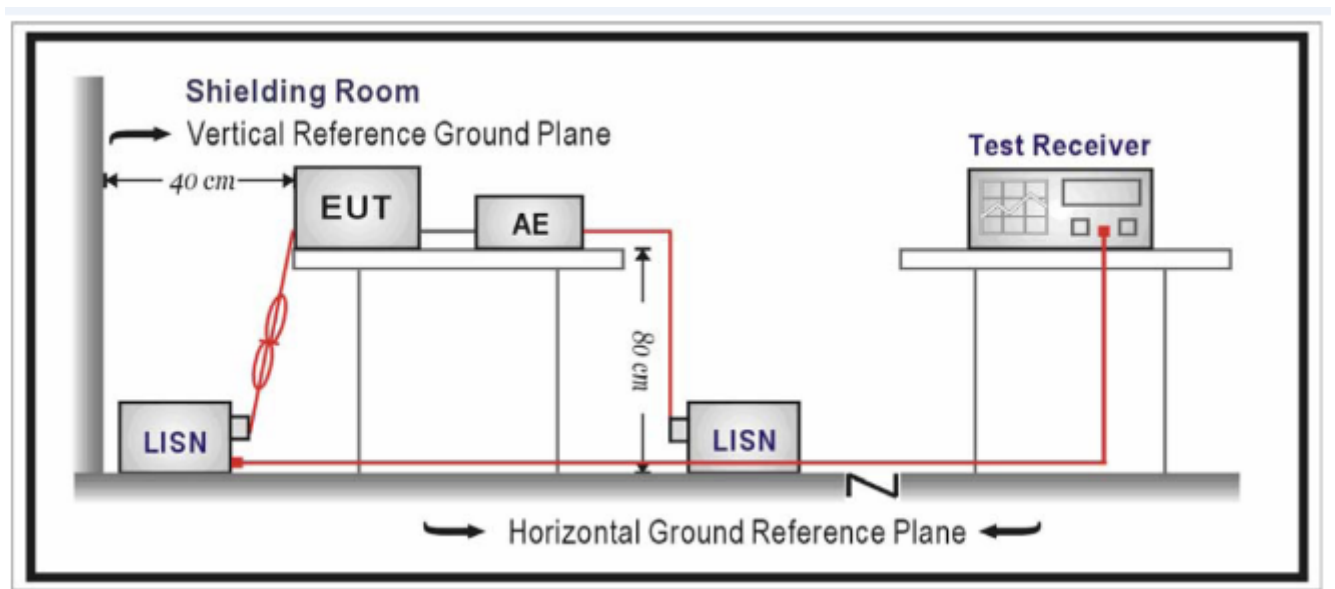 Shielding Room
Vertical Reference Ground Plane
Test Receiver
40 cm
EUT
AE
80 cm
LISN
LISN
Horizontal Ground Reference Plane